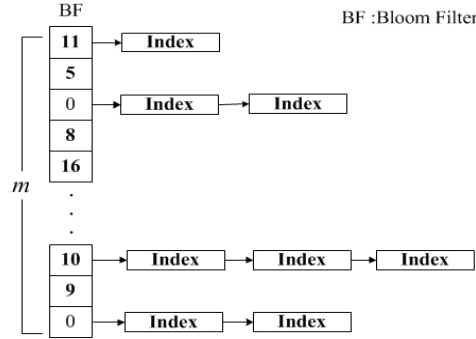 BF
BF :Bloom Filter
11 Index
5
0 Index Index
8
16
m
.
.
.
10 Index Index Index
9
0 Index Index